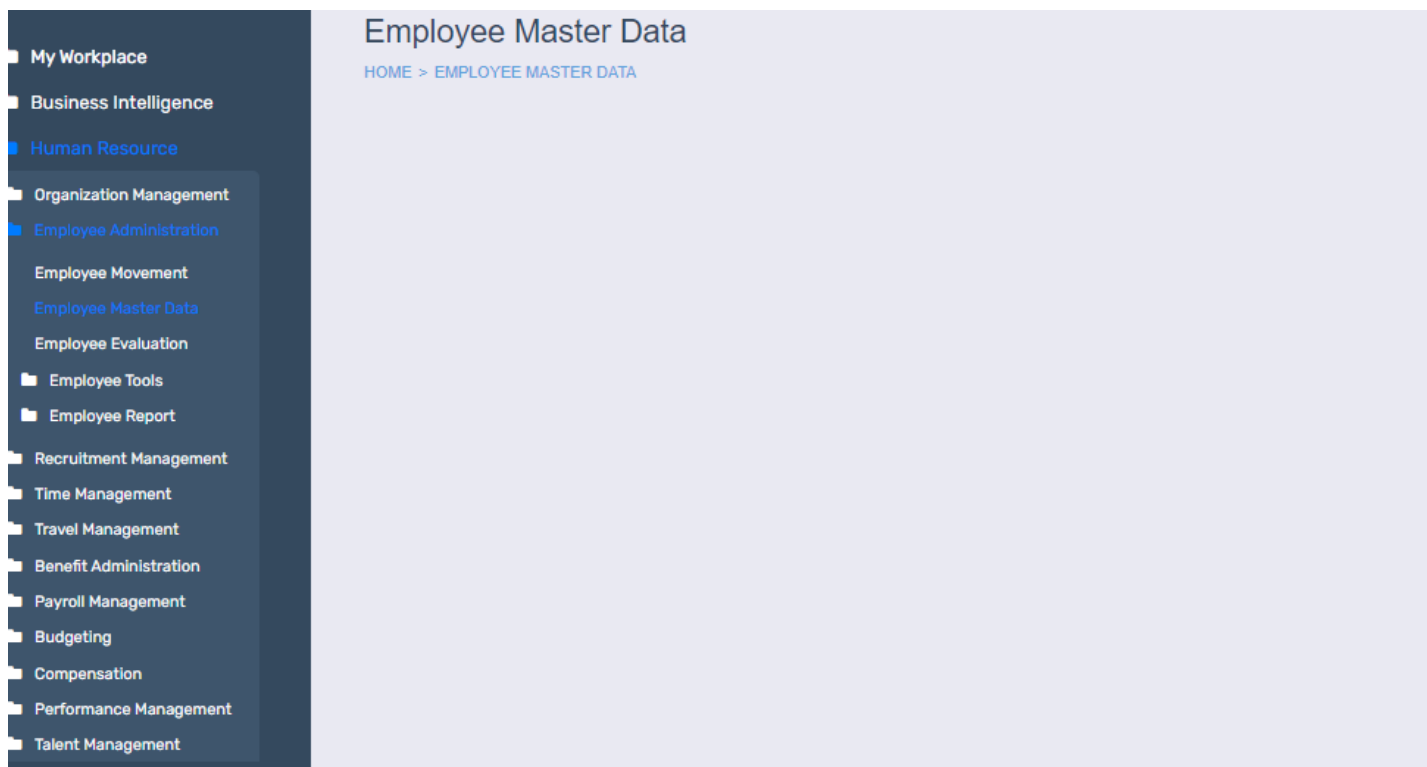 My Workplace
Business Intelligence
Human Resource
Organization Management
Employee Administration
Employee Movement
Employee Master Data
Employee Evaluation
Employee Tools
Employee Report
Recruitment Management
Time Management
Travel Management
Benefit Administration
Payroll Management
Budgeting
Compensation
Performance Management
Talent Management
Employee Master Data
HOME > EMPLOYEE MASTER DATA